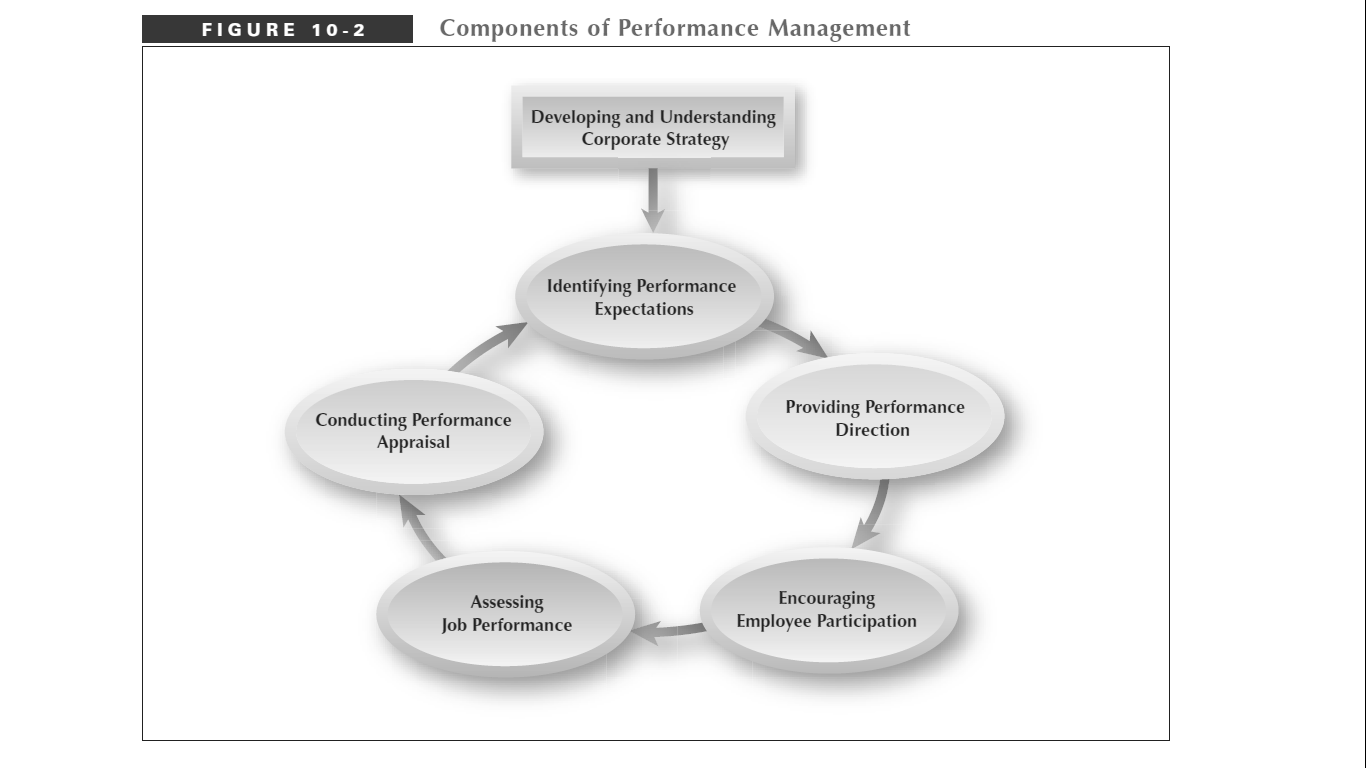 FIGURE 10-2
Components of Performance Management
Developing and Understanding
Corporate Strategy
Identifying Performance
Expectations
Providing Performance
Direction
Encouraging
Employee Participation
Assessing
Job Performance
Conducting Performance
Appraisal